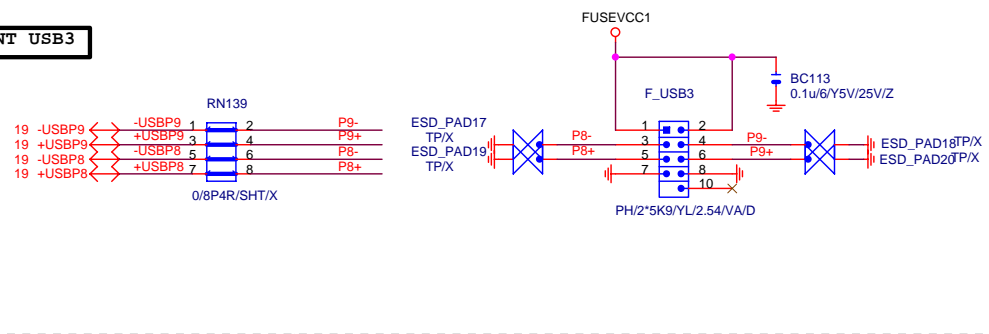 FUSEVCC1
NT USB3
BC113
0.1u/6/Y5V/25V/Z
F_USB3
RN139
19 -USBP9 -USBP9 1 2 P9-
19 +USBP9 +USBP9 3 4 P9+
19 -USBP8 -USBP8 5 6 P8-
19 +USBP8 +USBP8 7 8 P8+
0/8P4R/SHT/X
ESD_PAD17
TP/X
ESD_PAD19
TP/X
1 2
P8- 3 4 P9-
P8+ 5 6 P9+
7 8
10
ESD_PAD18 TP/X
ESD_PAD20 TP/X
PH/2*5K9/YL/2.54/VA/D